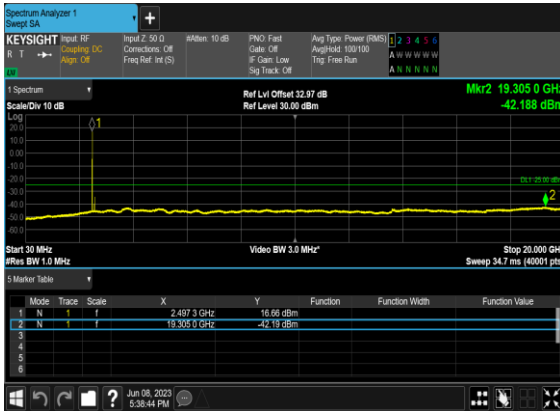 Spectrum Analyzer 1
Swept SA
+
KEYSIGHT Input: RF Input Z: 50 Ω #Atten: 10 dB PNO: Fast Avg Type: Power (RMS) 1 2 3 4 5 6
R T Coupling: DC Corrections: Off Gate: Off Avg|Hold: 100/100 A W W W W W
Align: Off Freq Ref: Int (S) IF Gain: Low Trig: Free Run A N N N N N
Sig Track: Off
1 Spectrum
Ref Lvl Offset 32.97 dB Mkr2 19.305 0 GHz
Scale/Div 10 dB Ref Level 30.00 dBm -42.188 dBm
Log
20.0
10.0
0.00
-10.0
-20.0
-30.0
-40.0
-50.0
-60.0
1
DL1 -25.00 dBm
2
Start 30 MHz Video BW 3.0 MHz* Stop 20.000 GHz
#Res BW 1.0 MHz Sweep 34.7 ms (40001 pts)
5 Marker Table
Mode Trace Scale X Y Function Function Width Function Value
1 N 1 f 2.497 3 GHz 16.66 dBm
2 N 1 f 19.305 0 GHz -42.19 dBm
3
4
5
6
? Jun 08, 2023
5:38:44 PM